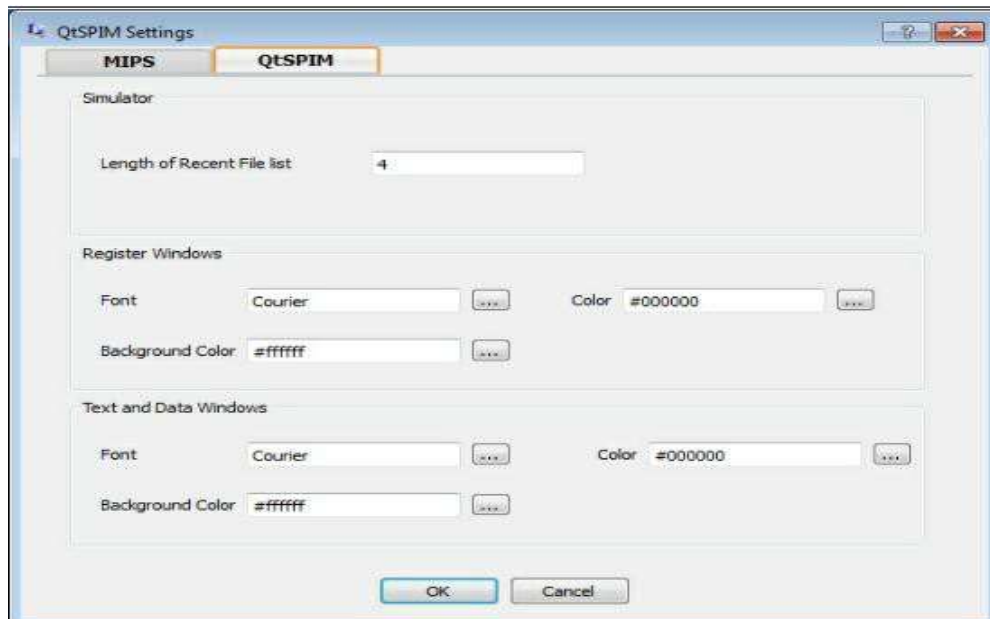 QtSPIM Settings
MIPS QtSPIM
Simulator
Length of Recent File list 4
Register Windows
Font Courier ... Color #000000 ...
Background Color #ffffff ...
Text and Data Windows
Font Courier ... Color #000000 ...
Background Color #ffffff ...
OK Cancel